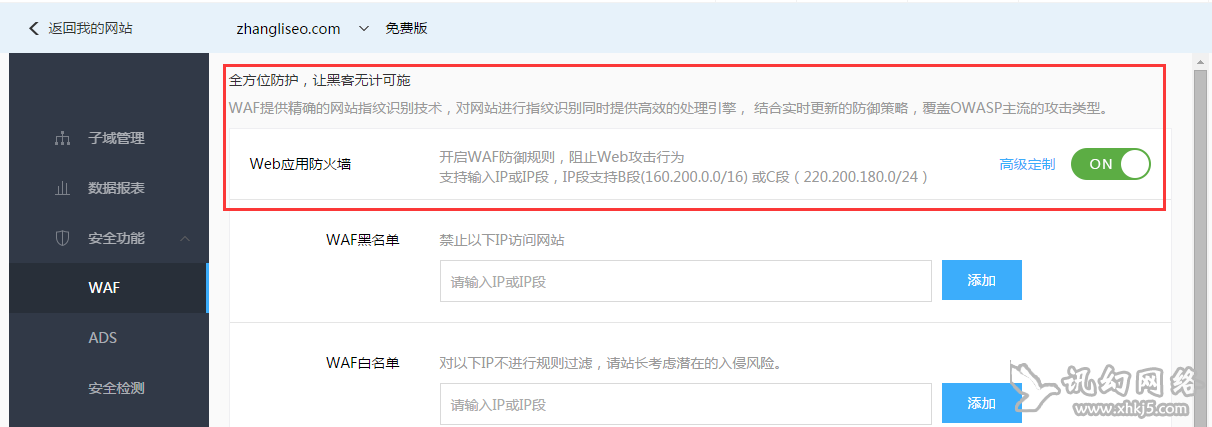 返回我的网站 zhangliseo.com 免费版
全方位防护，让黑客无计可施
WAF提供精确的网站指纹识别技术，对网站进行指纹识别同时提供高效的处理引擎， 结合实时更新的防御策略，覆盖OWASP主流的攻击类型。
子域管理
数据报表
安全功能
WAF
ADS
安全检测
Web应用防火墙
开启WAF防御规则，阻止Web攻击行为
支持输入IP或IP段，IP段支持B段(160.200.0.0/16) 或C段（220.200.180.0/24）
高级定制 ON
WAF黑名单 禁止以下IP访问网站
请输入IP或IP段 添加
WAF白名单 对以下IP不进行规则过滤，请站长考虑潜在的入侵风险。
请输入IP或IP段 添加
讯幻网络
www.xhkj5.com